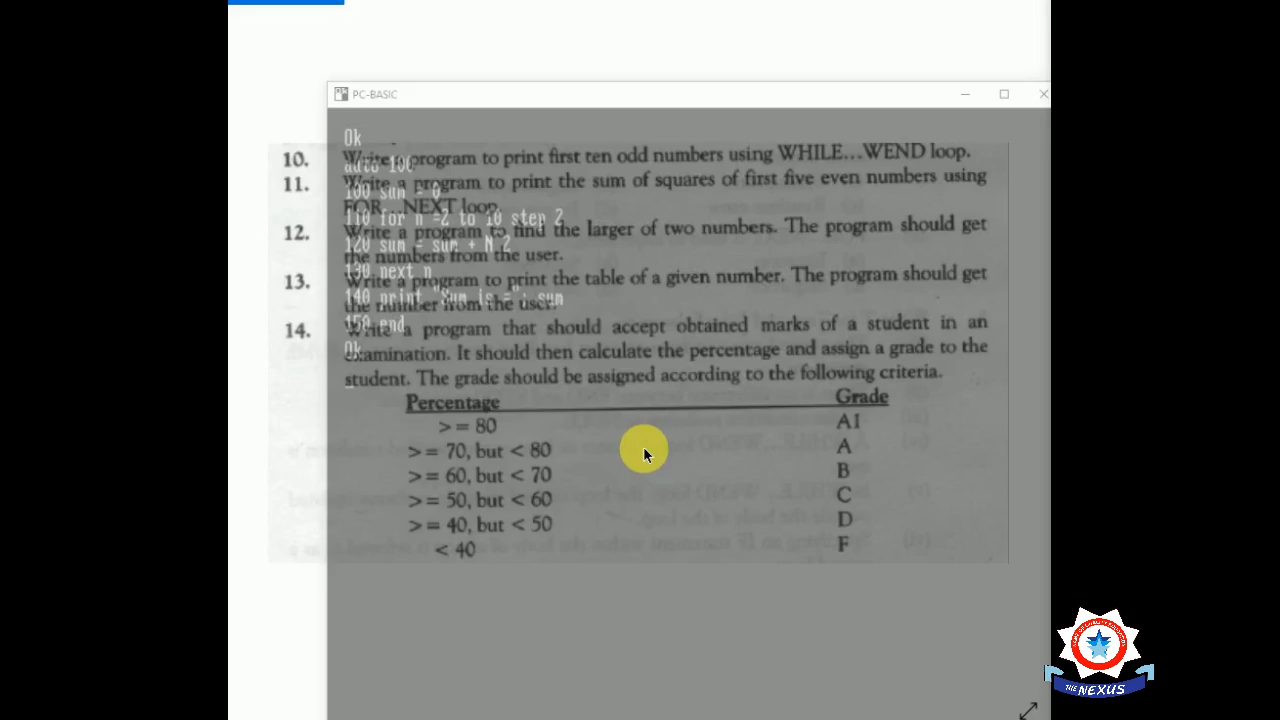 PC-BASIC
Ok
auto 100
100 sum = 0
110 for n =2 to 10 step 2
120 sum = sum + N^2
130 next n
140 print "Sum is =" ; sum
150 end
Ok
10. Write a program to print first ten odd numbers using WHILE...WEND loop.
11. Write a program to print the sum of squares of first five even numbers using
FOR...NEXT loop.
12. Write a program to find the larger of two numbers. The program should get
the numbers from the user.
13. Write a program to print the table of a given number. The program should get
the number from the user.
14. Write a program that should accept obtained marks of a student in an
examination. It should then calculate the percentage and assign a grade to the
student. The grade should be assigned according to the following criteria.
Percentage Grade
>= 80 A1
>= 70, but < 80 A
>= 60, but < 70 B
>= 50, but < 60 C
>= 40, but < 50 D
< 40 F
THE NEXUS